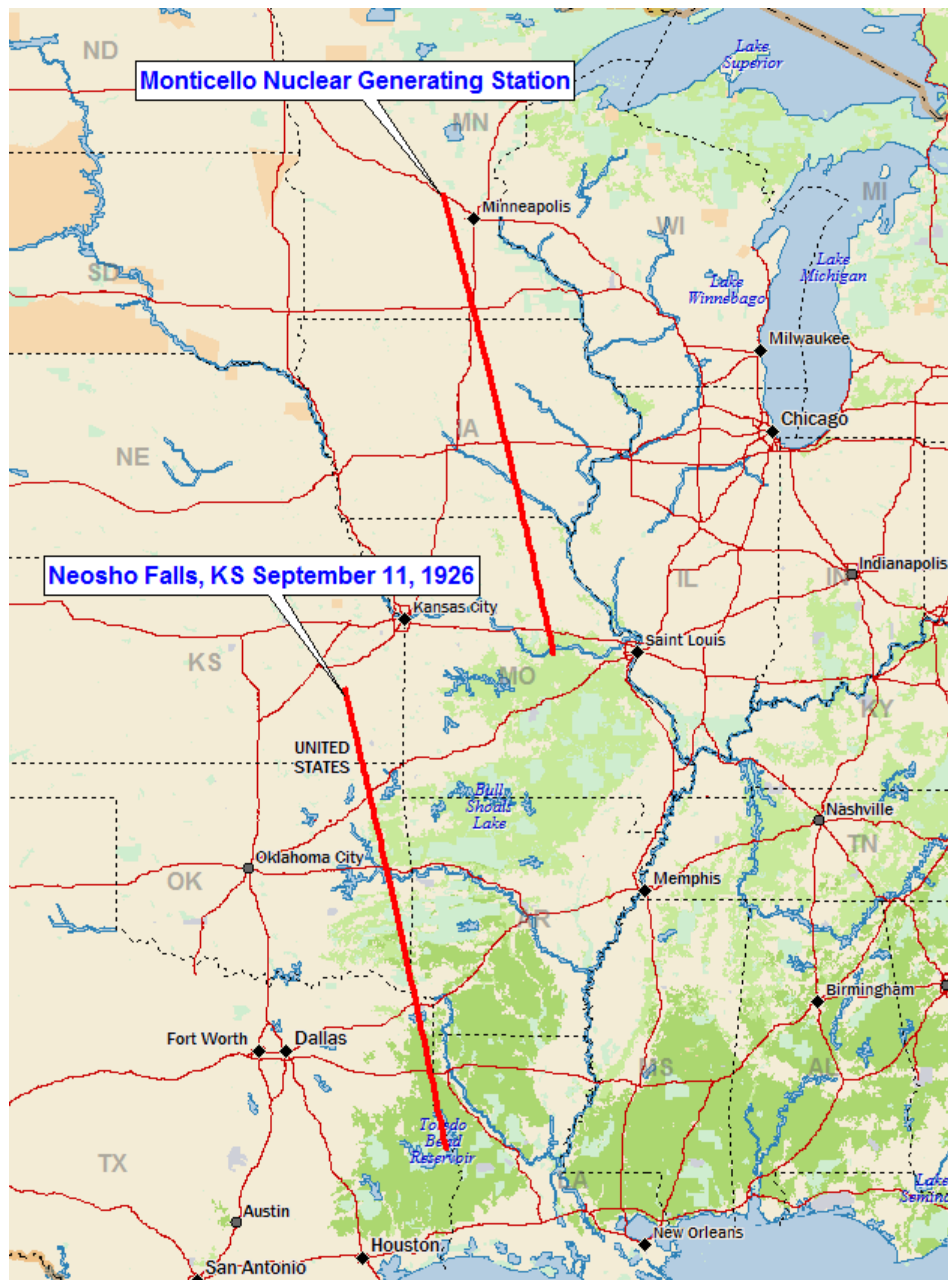 ND
Lake
Superior
Monticello Nuclear Generating Station
MN
MI
Minneapolis
WI
SD
Lake
Michigan
Lake
Winnebago
Milwaukee
Chicago
IA
NE
Neosho Falls, KS September 11, 1926
Indianapolis
IL
IN
Kansas City
Saint Louis
KS
MO
KY
UNITED
STATES
Bull
Shoals
Lake
Nashville
TN
Oklahoma City
OK
Memphis
AR
Birmingham
Fort Worth
Dallas
MS
AL
Toledo
Bend
Reservoir
TX
LA
Lake
Austin
New Orleans
Houston
San Antonio